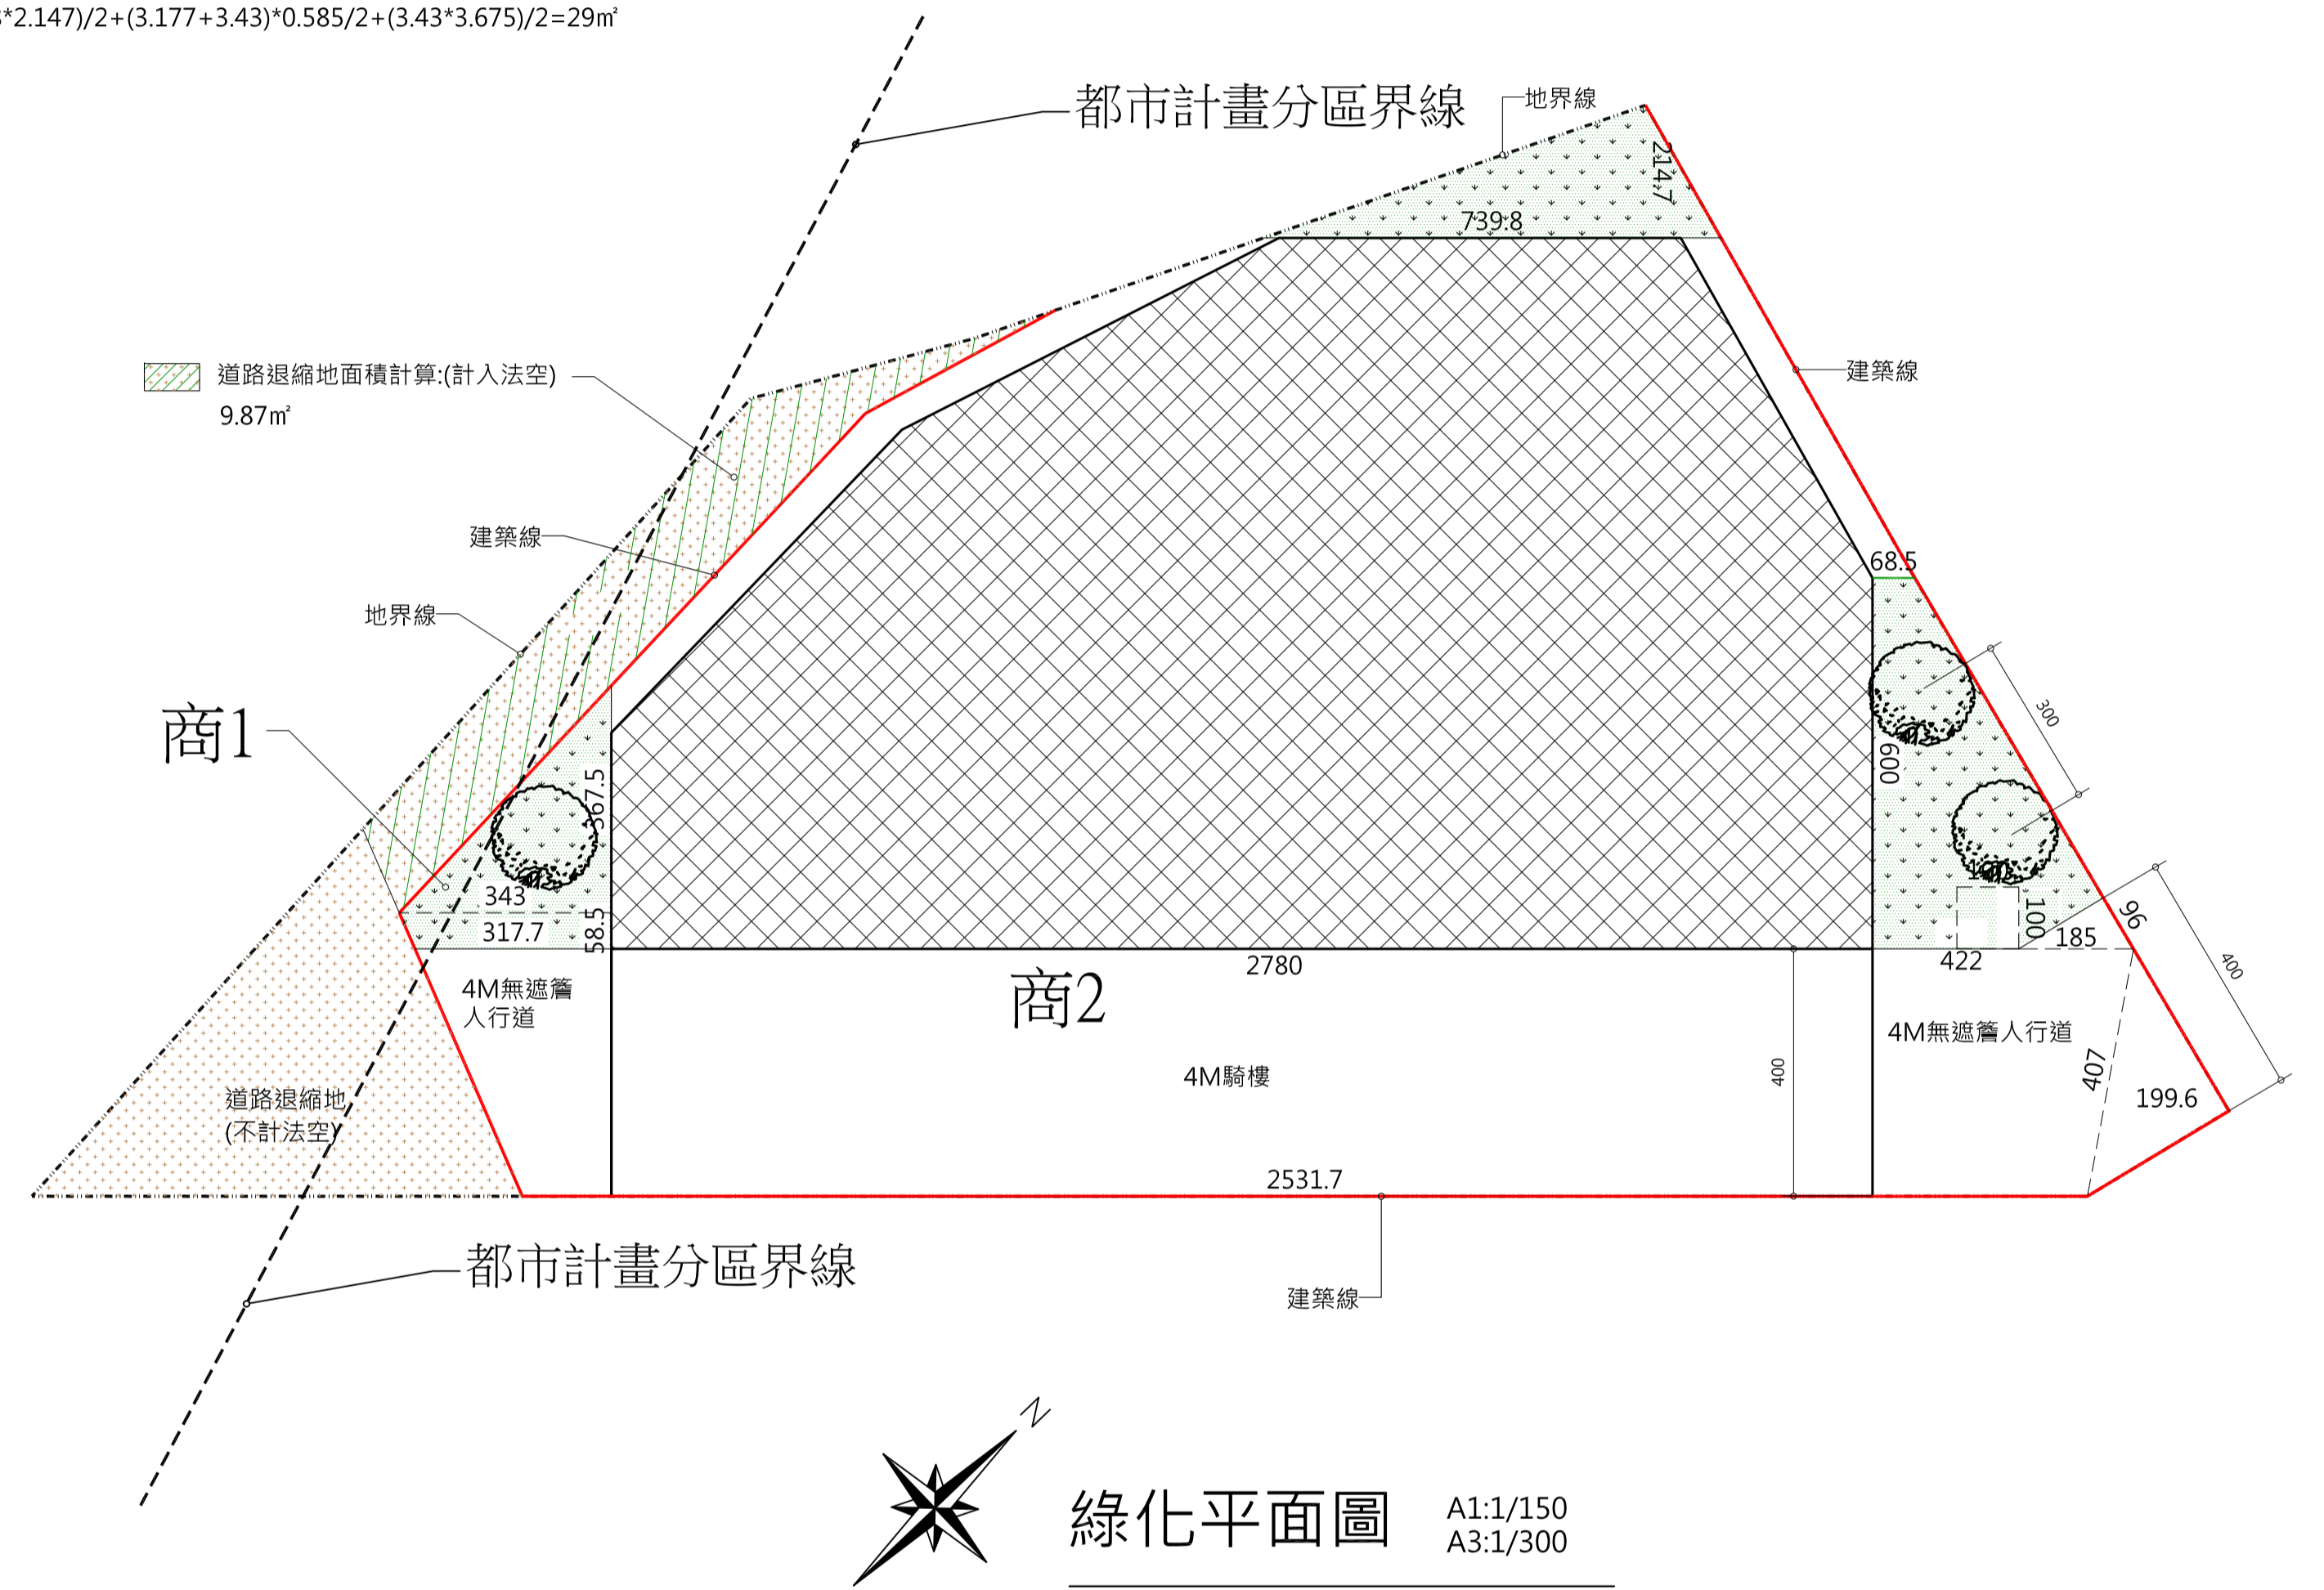 *2.147)/2+(3.177+3.43)*0.585/2+(3.43*3.675)/2=29㎡
都市計畫分區界線
地界線
214.7
739.8
道路退縮地面積計算:(計入法空)
9.87㎡
建築線
建築線
68.5
地界線
300
商1
600
367.5
343
58.5
317.7
100
96
185
422
400
2780
4M無遮簷
人行道
商2
4M無遮簷人行道
4M騎樓
400
407
199.6
道路退縮地
(不計法空)
2531.7
都市計畫分區界線
建築線
N
綠化平面圖
A1:1/150
A3:1/300